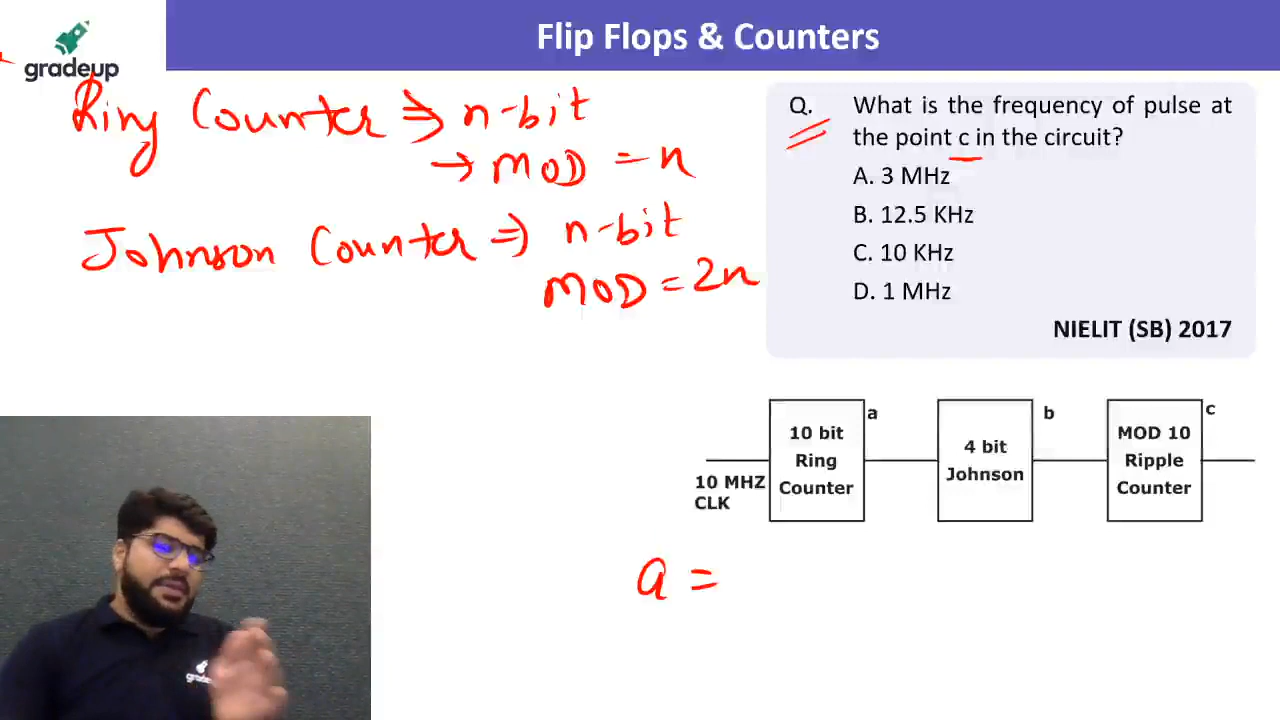 Flip Flops & Counters
gradeup
Ring Counter ⇒ n-bit
→ MOD = n
Johnson Counter ⇒ n-bit
MOD = 2n
Q. What is the frequency of pulse at
the point c in the circuit?
A. 3 MHz
B. 12.5 KHz
C. 10 KHz
D. 1 MHz
NIELIT (SB) 2017
10 MHZ
CLK
10 bit
Ring
Counter
a
4 bit
Johnson
b
MOD 10
Ripple
Counter
c
a =